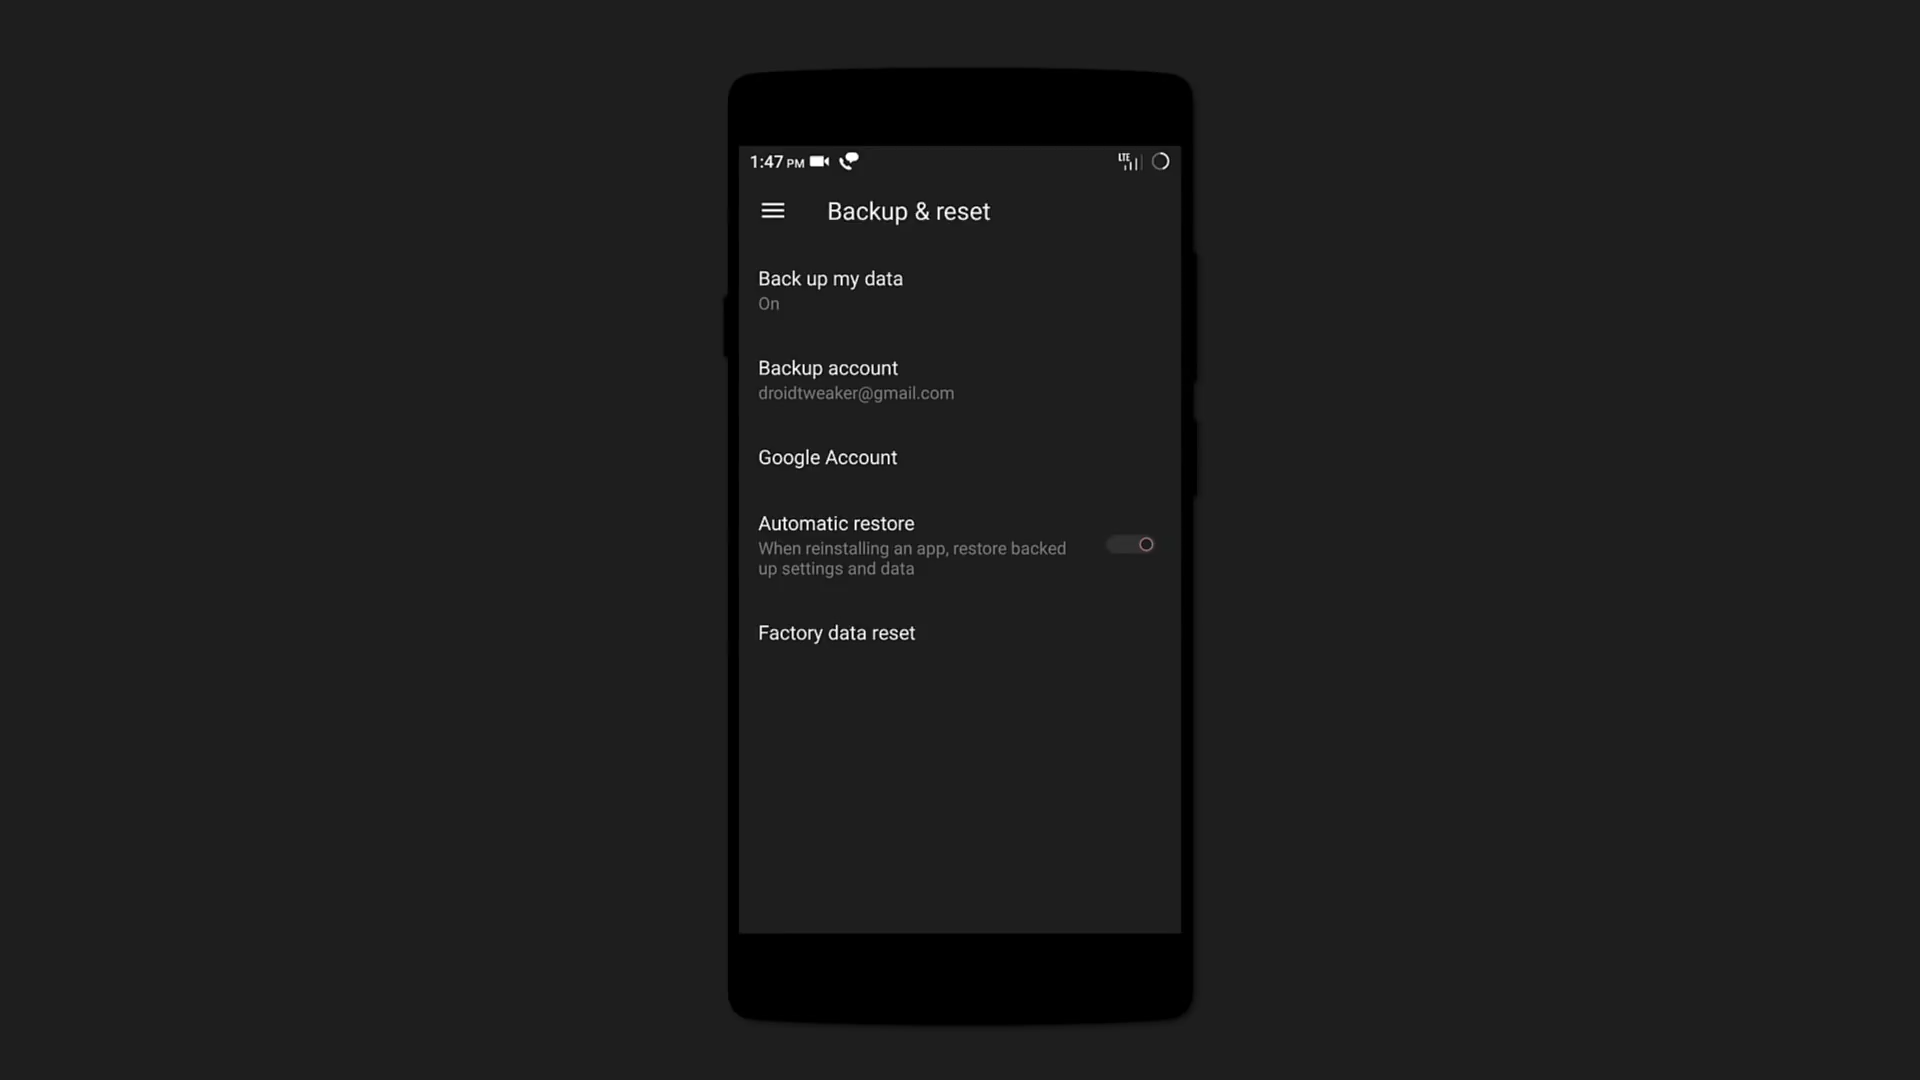 1:47 PM LTE
Backup & reset
Back up my data
On
Backup account
droidtweaker@gmail.com
Google Account
Automatic restore
When reinstalling an app, restore backed
up settings and data
Factory data reset